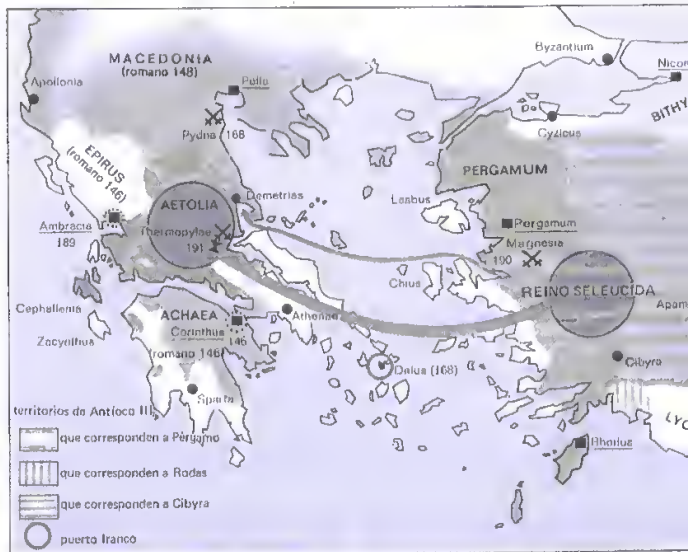 MACEDONIA
(romano 148)
Apollonia
Pella
Pydna 168
EPIRUS
(romano 146)
AETOLIA
Demetrias
Ambracia
189
Thermopylae
191
Cephallenia
Zacynthus
ACHAEA
Corinthus 146
(romano 146)
Athenae
Sparta
Delus (168)
Byzantium
Nicom
BITHY
Cyzicus
PERGAMUM
Lesbus
Pergamum
Magnesia
190
Chius
REINO SELEUCIDA
Apam
Cibyra
LYC
Rhodus
territorios de Antíoco III,
que corresponden a Pérgamo
que corresponden a Rodas
que corresponden a Cibyra
puerto franco